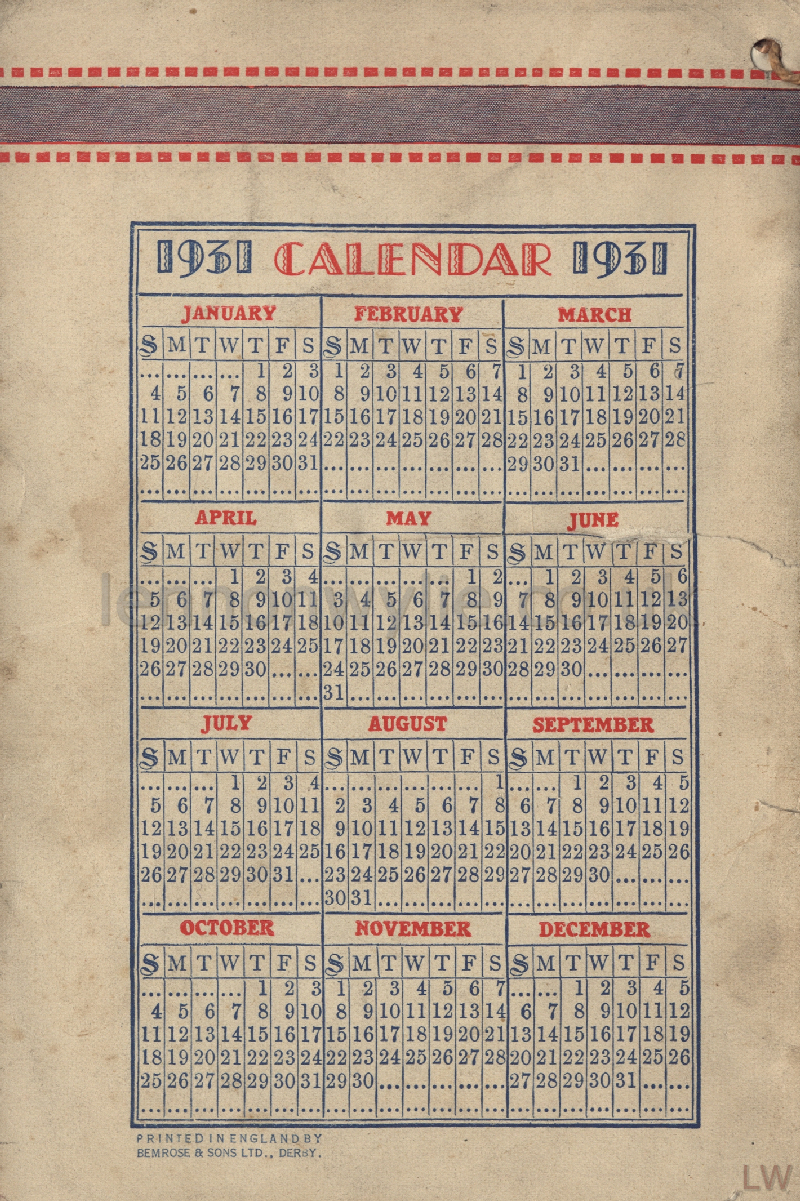 1931 CALENDAR 1931
JANUARY FEBRUARY MARCH
S M T W T F S S M T W T F S S M T W T F S
... ... ... ... 1 2 3 1 2 3 4 5 6 7 1 2 3 4 5 6 7
4 5 6 7 8 9 10 8 9 10 11 12 13 14 8 9 10 11 12 13 14
11 12 13 14 15 16 17 15 16 17 18 19 20 21 15 16 17 18 19 20 21
18 19 20 21 22 23 24 22 23 24 25 26 27 28 22 23 24 25 26 27 28
25 26 27 28 29 30 31 ... ... ... ... ... ... ... 29 30 31 ... ... ... ...
... ... ... ... ... ... ... ... ... ... ... ... ... ... ... ... ... ... ... ... ...
APRIL MAY JUNE
S M T W T F S S M T W T F S S M T W T F S
... ... ... 1 2 3 4 ... ... ... ... ... 1 2 ... 1 2 3 4 5 6
5 6 7 8 9 10 11 3 4 5 6 7 8 9 7 8 9 10 11 12 13
12 13 14 15 16 17 18 10 11 12 13 14 15 16 14 15 16 17 18 19 20
19 20 21 22 23 24 25 17 18 19 20 21 22 23 21 22 23 24 25 26 27
26 27 28 29 30 ... ... 24 25 26 27 28 29 30 28 29 30 ... ... ... ...
... ... ... ... ... ... ... 31 ... ... ... ... ... ... ... ... ... ... ... ... ...
JULY AUGUST SEPTEMBER
S M T W T F S S M T W T F S S M T W T F S
... ... ... 1 2 3 4 ... ... ... ... ... ... 1 ... ... 1 2 3 4 5
5 6 7 8 9 10 11 2 3 4 5 6 7 8 6 7 8 9 10 11 12
12 13 14 15 16 17 18 9 10 11 12 13 14 15 13 14 15 16 17 18 19
19 20 21 22 23 24 25 16 17 18 19 20 21 22 20 21 22 23 24 25 26
26 27 28 29 30 31 ... 23 24 25 26 27 28 29 27 28 29 30 ... ... ...
... ... ... ... ... ... ... 30 31 ... ... ... ... ... ... ... ... ... ... ... ...
OCTOBER NOVEMBER DECEMBER
S M T W T F S S M T W T F S S M T W T F S
... ... ... ... 1 2 3 1 2 3 4 5 6 7 ... ... 1 2 3 4 5
4 5 6 7 8 9 10 8 9 10 11 12 13 14 6 7 8 9 10 11 12
11 12 13 14 15 16 17 15 16 17 18 19 20 21 13 14 15 16 17 18 19
18 19 20 21 22 23 24 22 23 24 25 26 27 28 20 21 22 23 24 25 26
25 26 27 28 29 30 31 29 30 ... ... ... ... ... 27 28 29 30 31 ... ...
... ... ... ... ... ... ... ... ... ... ... ... ... ... ... ... ... ... ... ... ...
PRINTED IN ENGLAND BY
BEMROSE & SONS LTD., DERBY.
LW